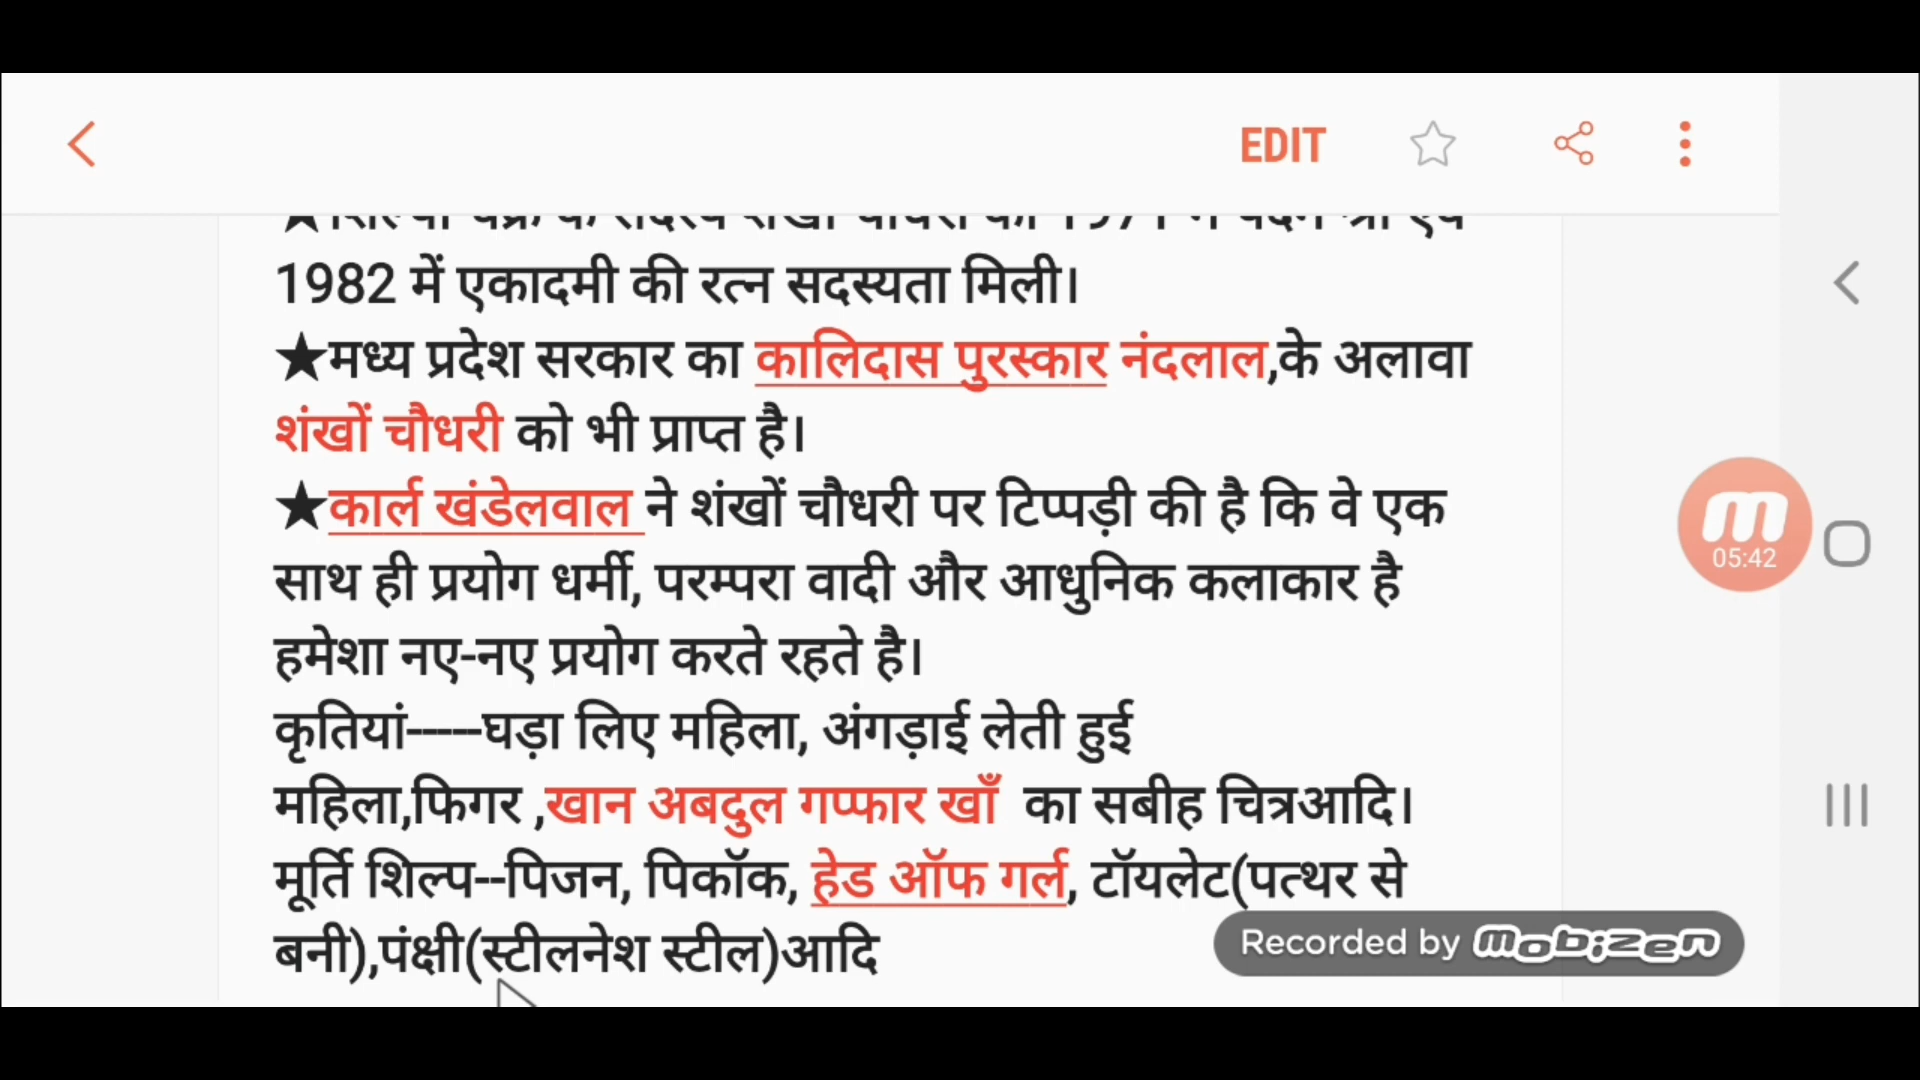 EDIT
1971
1982 में एकादमी की रत्न सदस्यता मिली।
★मध्य प्रदेश सरकार का कालिदास पुरस्कार नंदलाल,के अलावा
शंखों चौधरी को भी प्राप्त है।
★कार्ल खंडेलवाल ने शंखों चौधरी पर टिप्पड़ी की है कि वे एक
साथ ही प्रयोग धर्मी, परम्परा वादी और आधुनिक कलाकार है
हमेशा नए-नए प्रयोग करते रहते है।
कृतियां-----घड़ा लिए महिला, अंगड़ाई लेती हुई
महिला,फिगर ,खान अबदुल गफ्फार खाँ का सबीह चित्रआदि।
मूर्ति शिल्प--पिजन, पिकॉक, हेड ऑफ गर्ल, टॉयलेट(पत्थर से
बनी),पंक्षी(स्टीलनेश स्टील)आदि
05:42
Recorded by mobizen